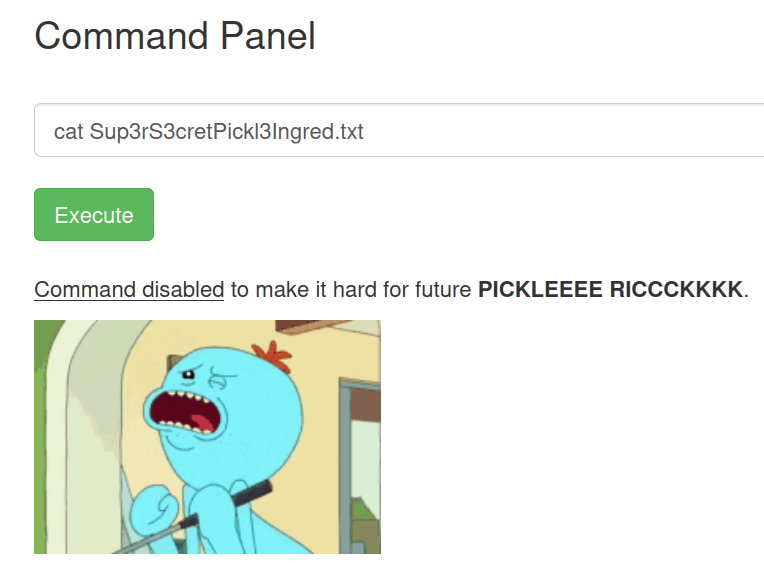 Command Panel
cat Sup3rS3cretPickl3Ingred.txt
Execute
Command disabled to make it hard for future PICKLEEEE RICCCKKKK.